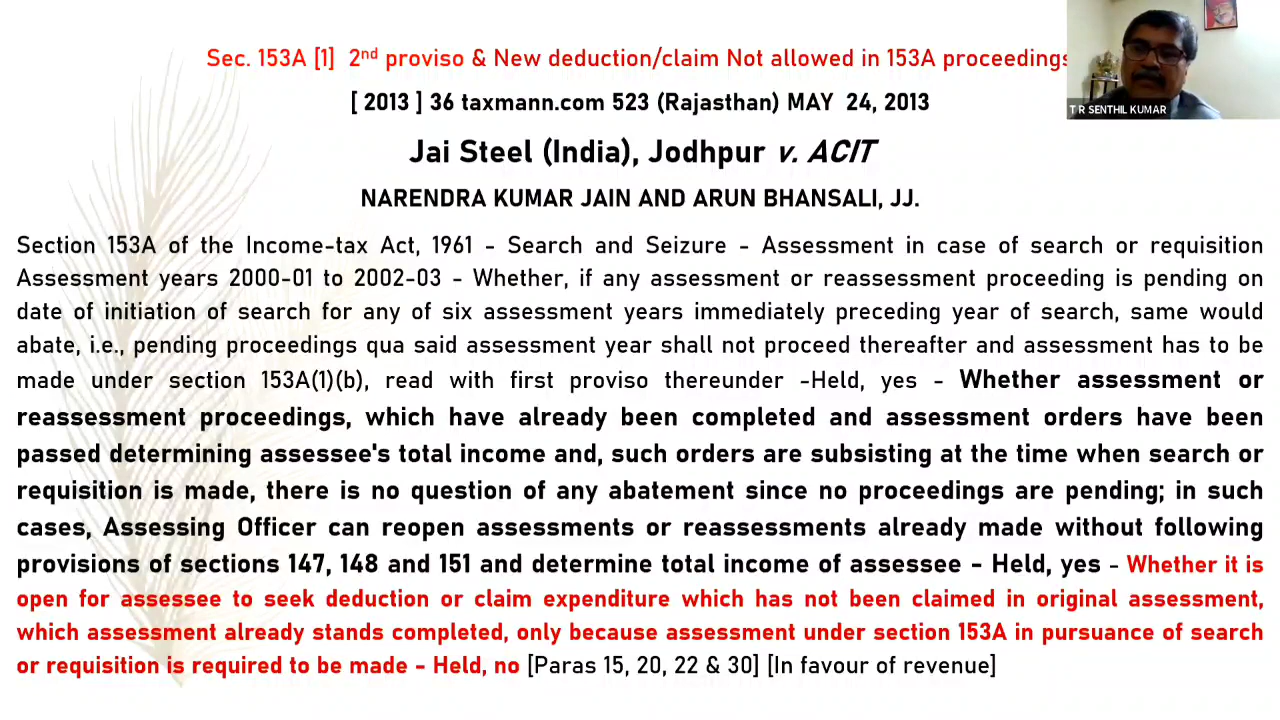 Sec. 153A [1] 2nd proviso & New deduction/claim Not allowed in 153A proceedings
T R SENTHIL KUMAR
[ 2013 ] 36 taxmann.com 523 (Rajasthan) MAY 24, 2013
Jai Steel (India), Jodhpur v. ACIT
NARENDRA KUMAR JAIN AND ARUN BHANSALI, JJ.
Section 153A of the Income-tax Act, 1961 - Search and Seizure - Assessment in case of search or requisition
Assessment years 2000-01 to 2002-03 - Whether, if any assessment or reassessment proceeding is pending on
date of initiation of search for any of six assessment years immediately preceding year of search, same would
abate, i.e., pending proceedings qua said assessment year shall not proceed thereafter and assessment has to be
made under section 153A(1)(b), read with first proviso thereunder -Held, yes - Whether assessment or
reassessment proceedings, which have already been completed and assessment orders have been
passed determining assessee's total income and, such orders are subsisting at the time when search or
requisition is made, there is no question of any abatement since no proceedings are pending; in such
cases, Assessing Officer can reopen assessments or reassessments already made without following
provisions of sections 147, 148 and 151 and determine total income of assessee - Held, yes - Whether it is
open for assessee to seek deduction or claim expenditure which has not been claimed in original assessment,
which assessment already stands completed, only because assessment under section 153A in pursuance of search
or requisition is required to be made - Held, no [Paras 15, 20, 22 & 30] [In favour of revenue]